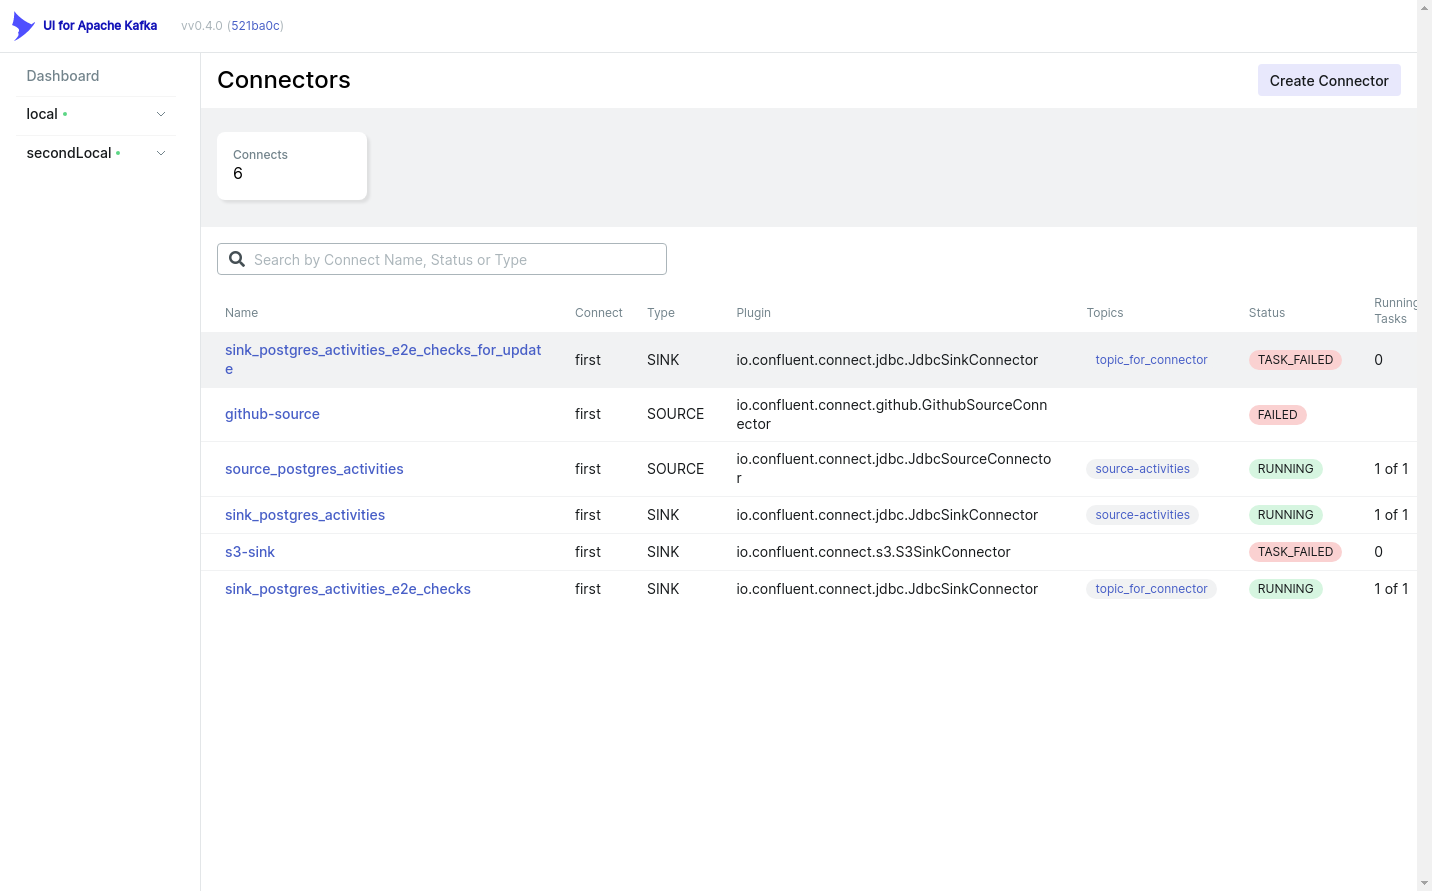 UI for Apache Kafka
vv0.4.0 (521ba0c)
Dashboard
local
secondLocal
Connectors
Create Connector
Connects
6
Search by Connect Name, Status or Type
Name Connect Type Plugin Topics Status Running
Tasks
sink_postgres_activities_e2e_checks_for_updat
e
first SINK io.confluent.connect.jdbc.JdbcSinkConnector topic_for_connector TASK_FAILED 0
github-source first SOURCE io.confluent.connect.github.GithubSourceConn
ector
FAILED
source_postgres_activities first SOURCE io.confluent.connect.jdbc.JdbcSourceConnecto
r
source-activities RUNNING 1 of 1
sink_postgres_activities first SINK io.confluent.connect.jdbc.JdbcSinkConnector source-activities RUNNING 1 of 1
s3-sink first SINK io.confluent.connect.s3.S3SinkConnector TASK_FAILED 0
sink_postgres_activities_e2e_checks first SINK io.confluent.connect.jdbc.JdbcSinkConnector topic_for_connector RUNNING 1 of 1